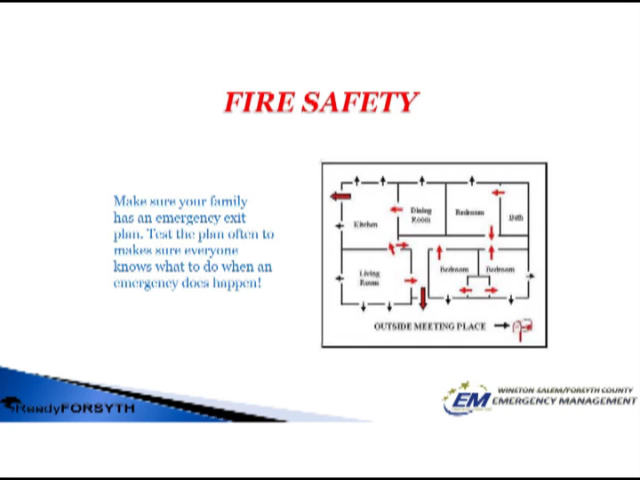 FIRE SAFETY
Make sure your family
has an emergency exit
plan. Test the plan often to
makes sure everyone
knows what to do when an
emergency does happen!
Kitchen
Dining
Room
Bedroom
Bath
Living
Room
Bedroom
Bedroom
OUTSIDE MEETING PLACE
ReadyFORSYTH
EM
WINSTON-SALEM/FORSYTH COUNTY
EMERGENCY MANAGEMENT